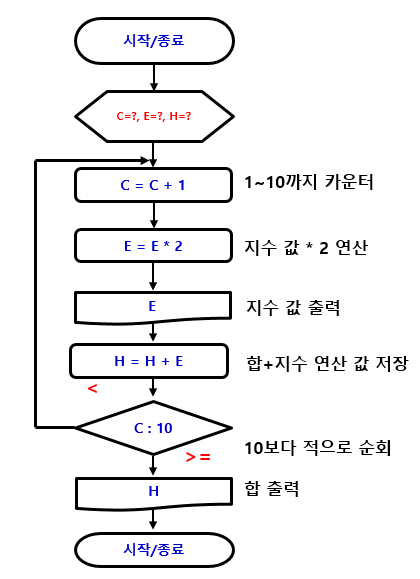 시작/종료
C=?, E=?, H=?
C = C + 1
1~10까지 카운터
E = E * 2
지수 값 * 2 연산
E
지수 값 출력
H = H + E
합+지수 연산 값 저장
<
C : 10
10보다 적으로 순회
>=
H
합 출력
시작/종료